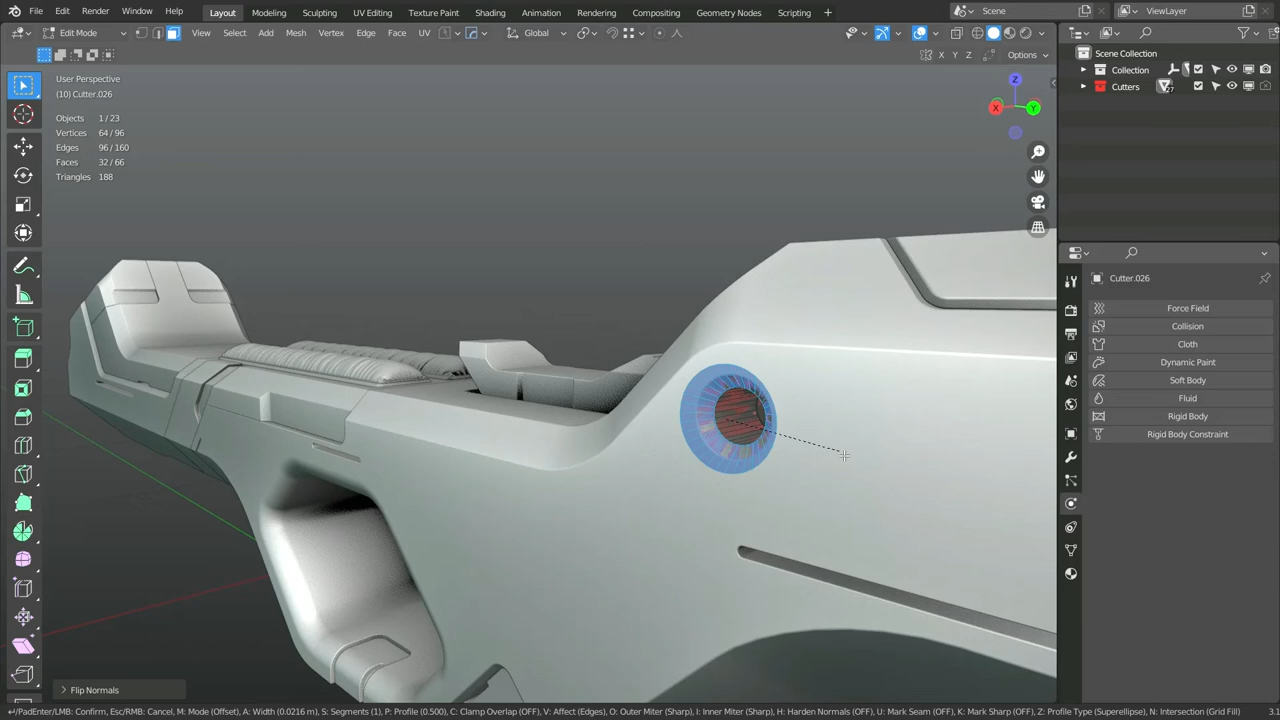 File Edit Render Window Help Layout Modeling Sculpting UV Editing Texture Paint Shading Animation Rendering Compositing Geometry Nodes Scripting + Scene ViewLayer
Edit Mode View Select Add Mesh Vertex Edge Face UV Global
X Y Z Options
User Perspective
(10) Cutter.026
Objects 1 / 23
Vertices 64 / 96
Edges 96 / 160
Faces 32 / 66
Triangles 188
Z
X Y
Scene Collection
Collection
Cutters
Cutter.026
Force Field
Collision
Cloth
Dynamic Paint
Soft Body
Fluid
Rigid Body
Rigid Body Constraint
Flip Normals
↵/PadEnter/LMB: Confirm, Esc/RMB: Cancel, M: Mode (Offset), A: Width (0.0216 m), S: Segments (1), P: Profile (0.500), C: Clamp Overlap (OFF), V: Affect (Edges), O: Outer Miter (Sharp), I: Inner Miter (Sharp), H: Harden Normals (OFF), U: Mark Seam (OFF), K: Mark Sharp (OFF), Z: Profile Type (Superellipse), N: Intersection (Grid Fill)